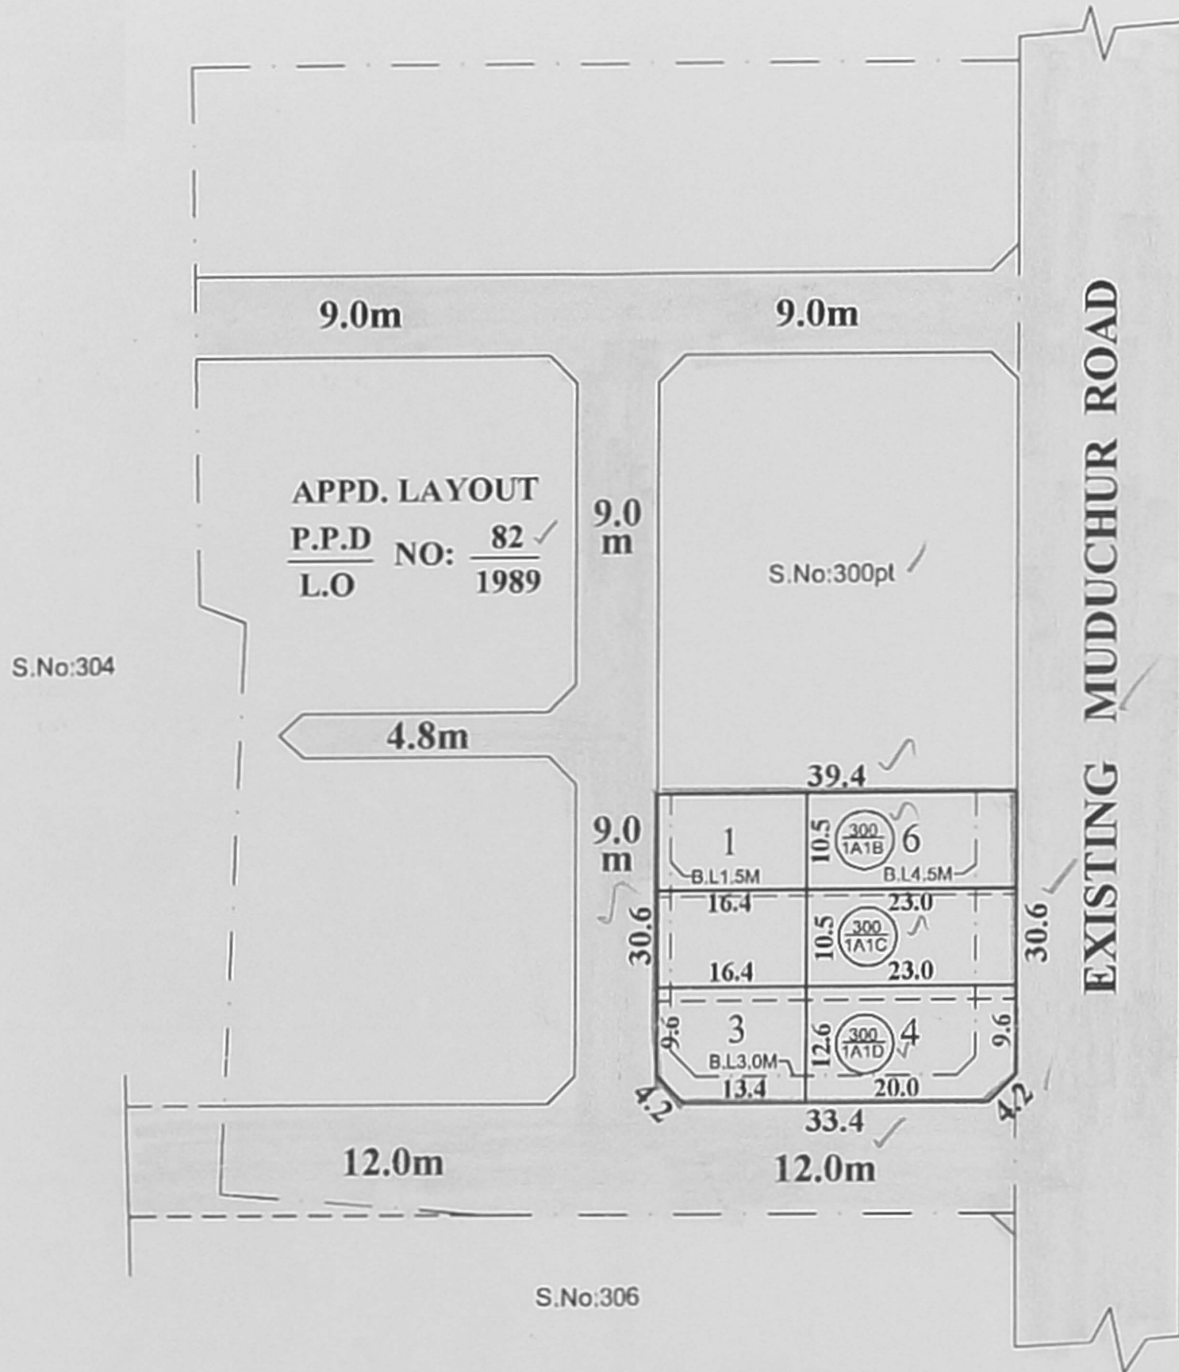 9.0m
9.0m
EXISTING MUDUCHUR ROAD
APPD. LAYOUT
P.P.D
L.O
NO:
82
1989
9.0
m
S.No:300pt
S.No:304
4.8m
39.4
9.0
m
1
10.5
300
1A1B
6
B.L1.5M
B.L4.5M
16.4
23.0
30.6
10.5
300
1A1C
30.6
16.4
23.0
9.6
3
12.6
300
1A1D
4
9.6
B.L3.0M
13.4
20.0
4.2
4.2
33.4
12.0m
12.0m
S.No:306